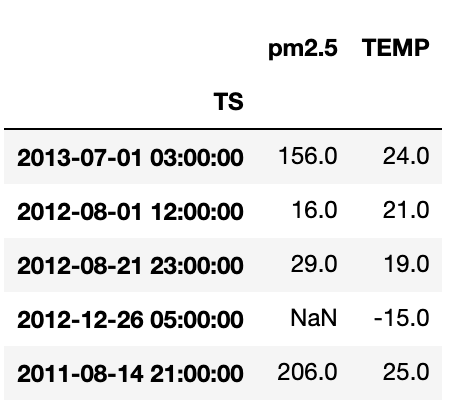 pm2.5 TEMP
TS
2013-07-01 03:00:00 156.0 24.0
2012-08-01 12:00:00 16.0 21.0
2012-08-21 23:00:00 29.0 19.0
2012-12-26 05:00:00 NaN -15.0
2011-08-14 21:00:00 206.0 25.0